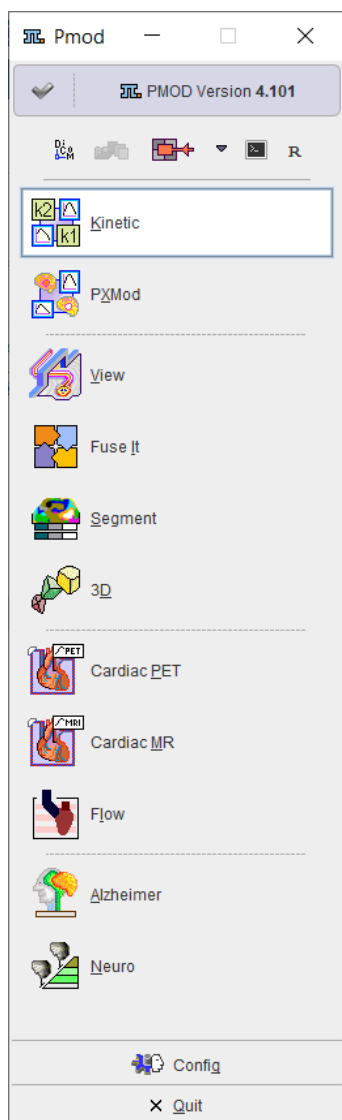 Pmod
PMOD Version 4.101
DiCoM R
k2 k1
Kinetic
PXMod
View
Fuse It
Segment
3D
PET
Cardiac PET
MRI
Cardiac MR
Flow
Alzheimer
Neuro
Config
Quit